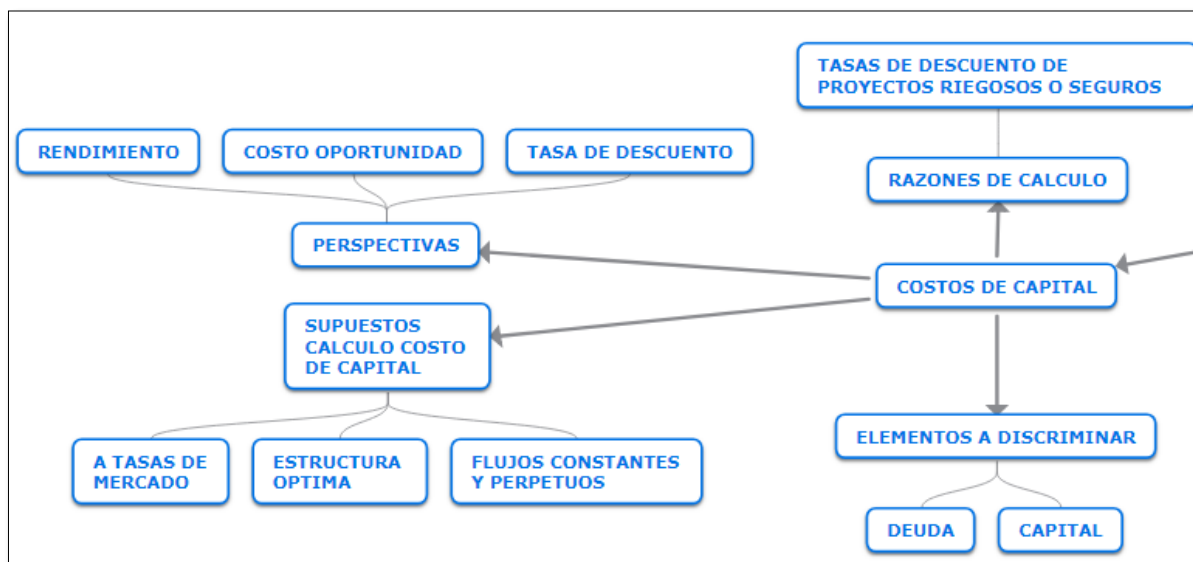 TASAS DE DESCUENTO DE
PROYECTOS RIEGOSOS O SEGUROS
RENDIMIENTO
COSTO OPORTUNIDAD
TASA DE DESCUENTO
RAZONES DE CALCULO
PERSPECTIVAS
COSTOS DE CAPITAL
SUPUESTOS
CALCULO COSTO
DE CAPITAL
ELEMENTOS A DISCRIMINAR
A TASAS DE
MERCADO
ESTRUCTURA
OPTIMA
FLUJOS CONSTANTES
Y PERPETUOS
DEUDA
CAPITAL